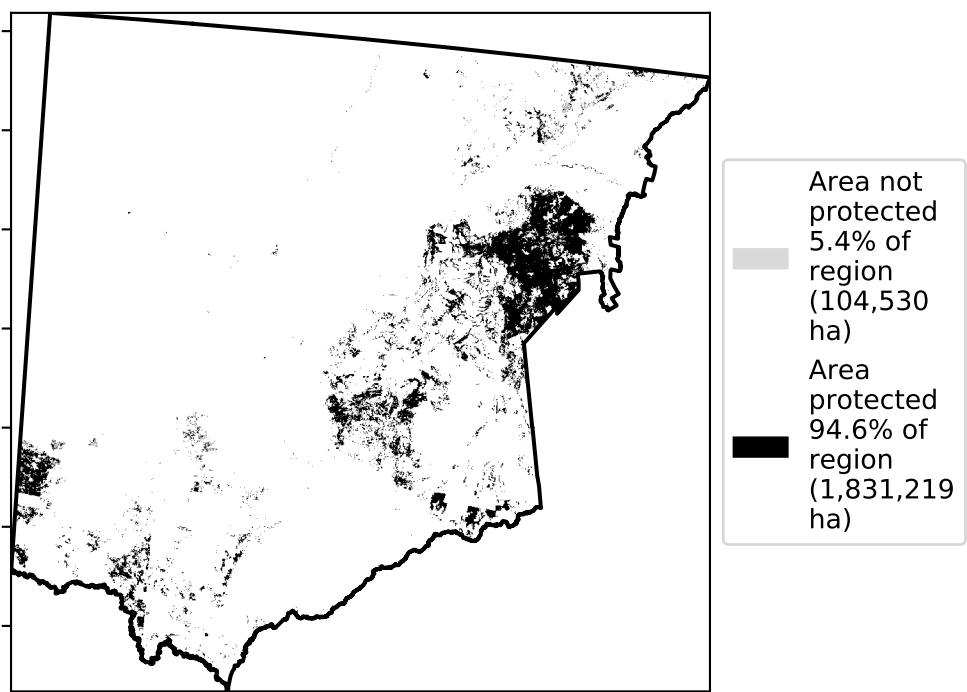 Area not
protected
5.4% of
region
(104,530
ha)
Area
protected
94.6% of
region
(1,831,219
ha)